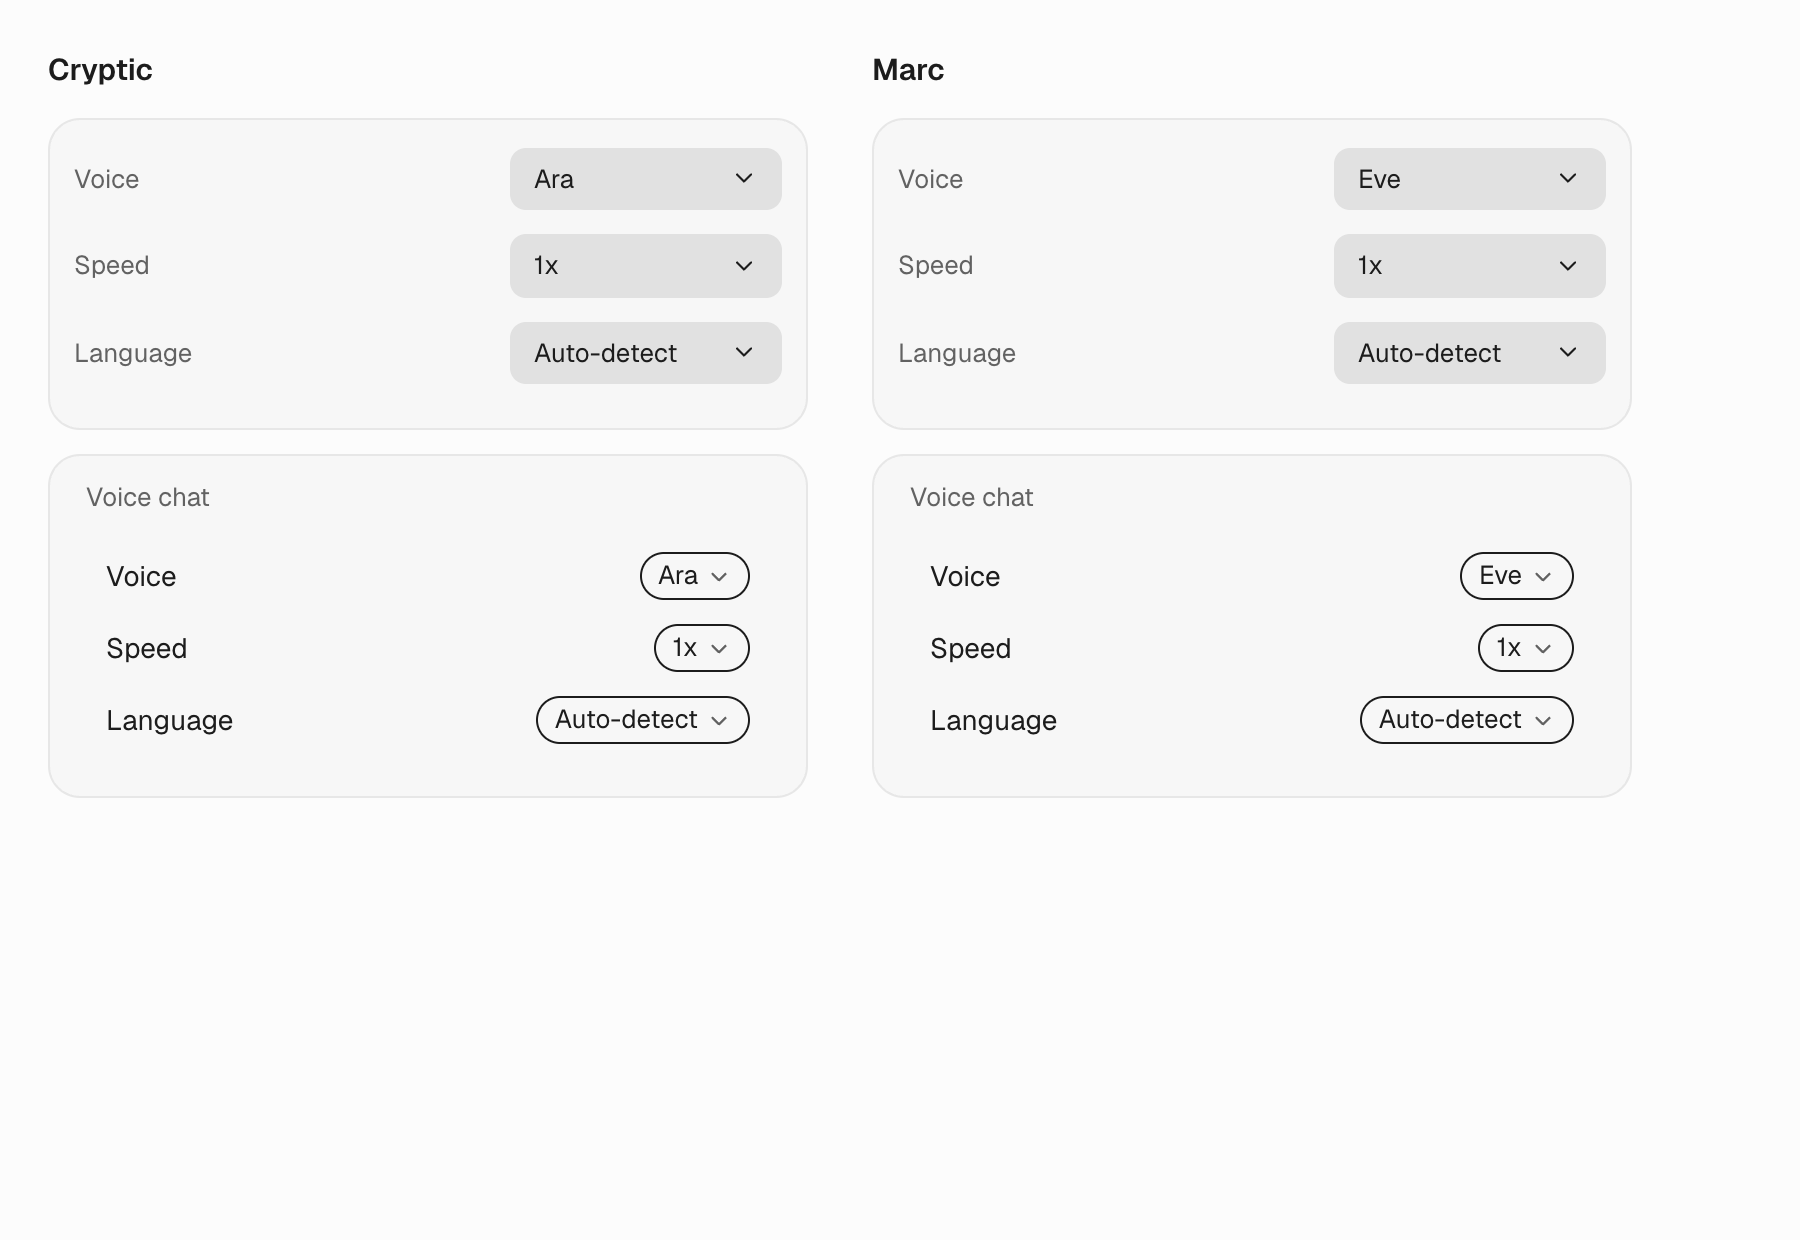 Cryptic
Voice
Ara
Speed
1x
Language
Auto-detect
Voice chat
Voice
Ara
Speed
1x
Language
Auto-detect
Marc
Voice
Eve
Speed
1x
Language
Auto-detect
Voice chat
Voice
Eve
Speed
1x
Language
Auto-detect